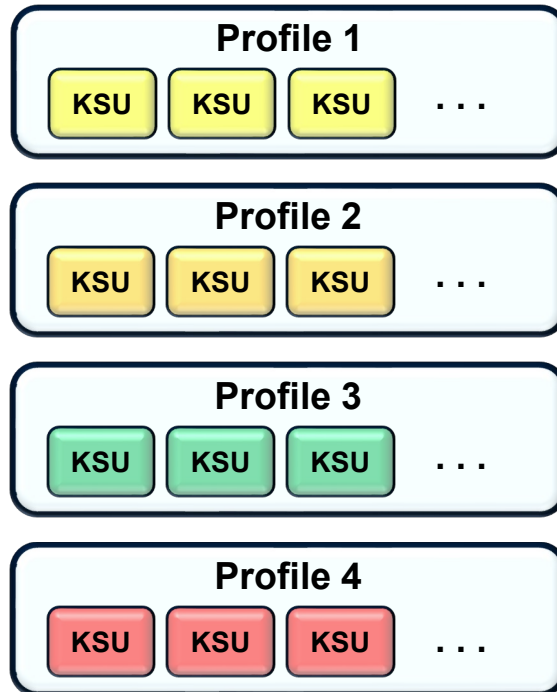 Profile 1
KSU KSU KSU . . .
Profile 2
KSU KSU KSU . . .
Profile 3
KSU KSU KSU . . .
Profile 4
KSU KSU KSU . . .